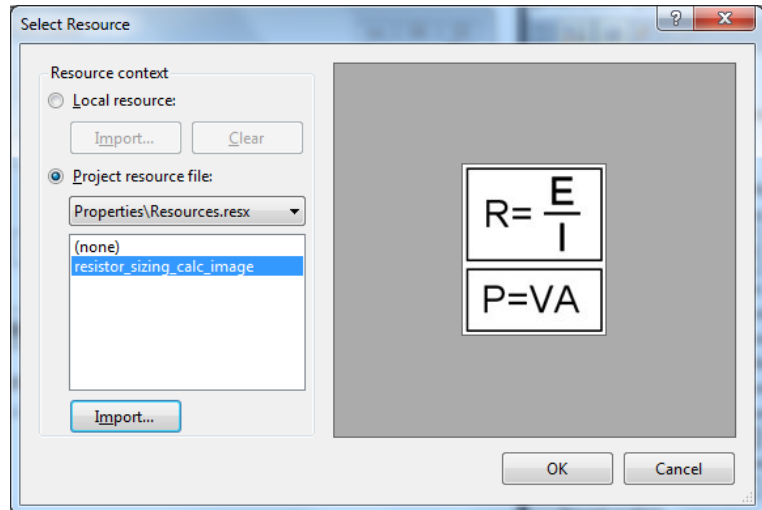 Select Resource
?
X
Resource context
Local resource:
Import...
Clear
Project resource file:
Properties\Resources.resx
(none)
resistor_sizing_calc_image
Import...
R= E
I
P=VA
OK
Cancel